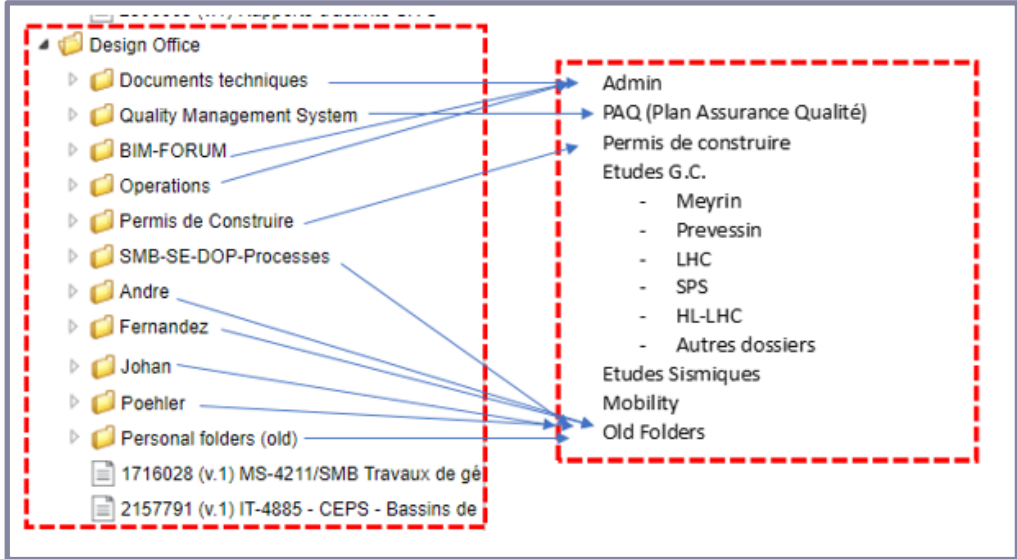 Design Office
Documents techniques
Quality Management System
BIM-FORUM
Operations
Permis de Construire
SMB-SE-DOP-Processes
Andre
Fernandez
Johan
Poehler
Personal folders (old)
1716028 (v.1) MS-4211/SMB Travaux de gé
2157791 (v.1) IT-4885 - CEPS - Bassins de
Admin
PAQ (Plan Assurance Qualité)
Permis de construire
Etudes G.C.
- Meyrin
- Prevessin
- LHC
- SPS
- HL-LHC
- Autres dossiers
Etudes Sismiques
Mobility
Old Folders